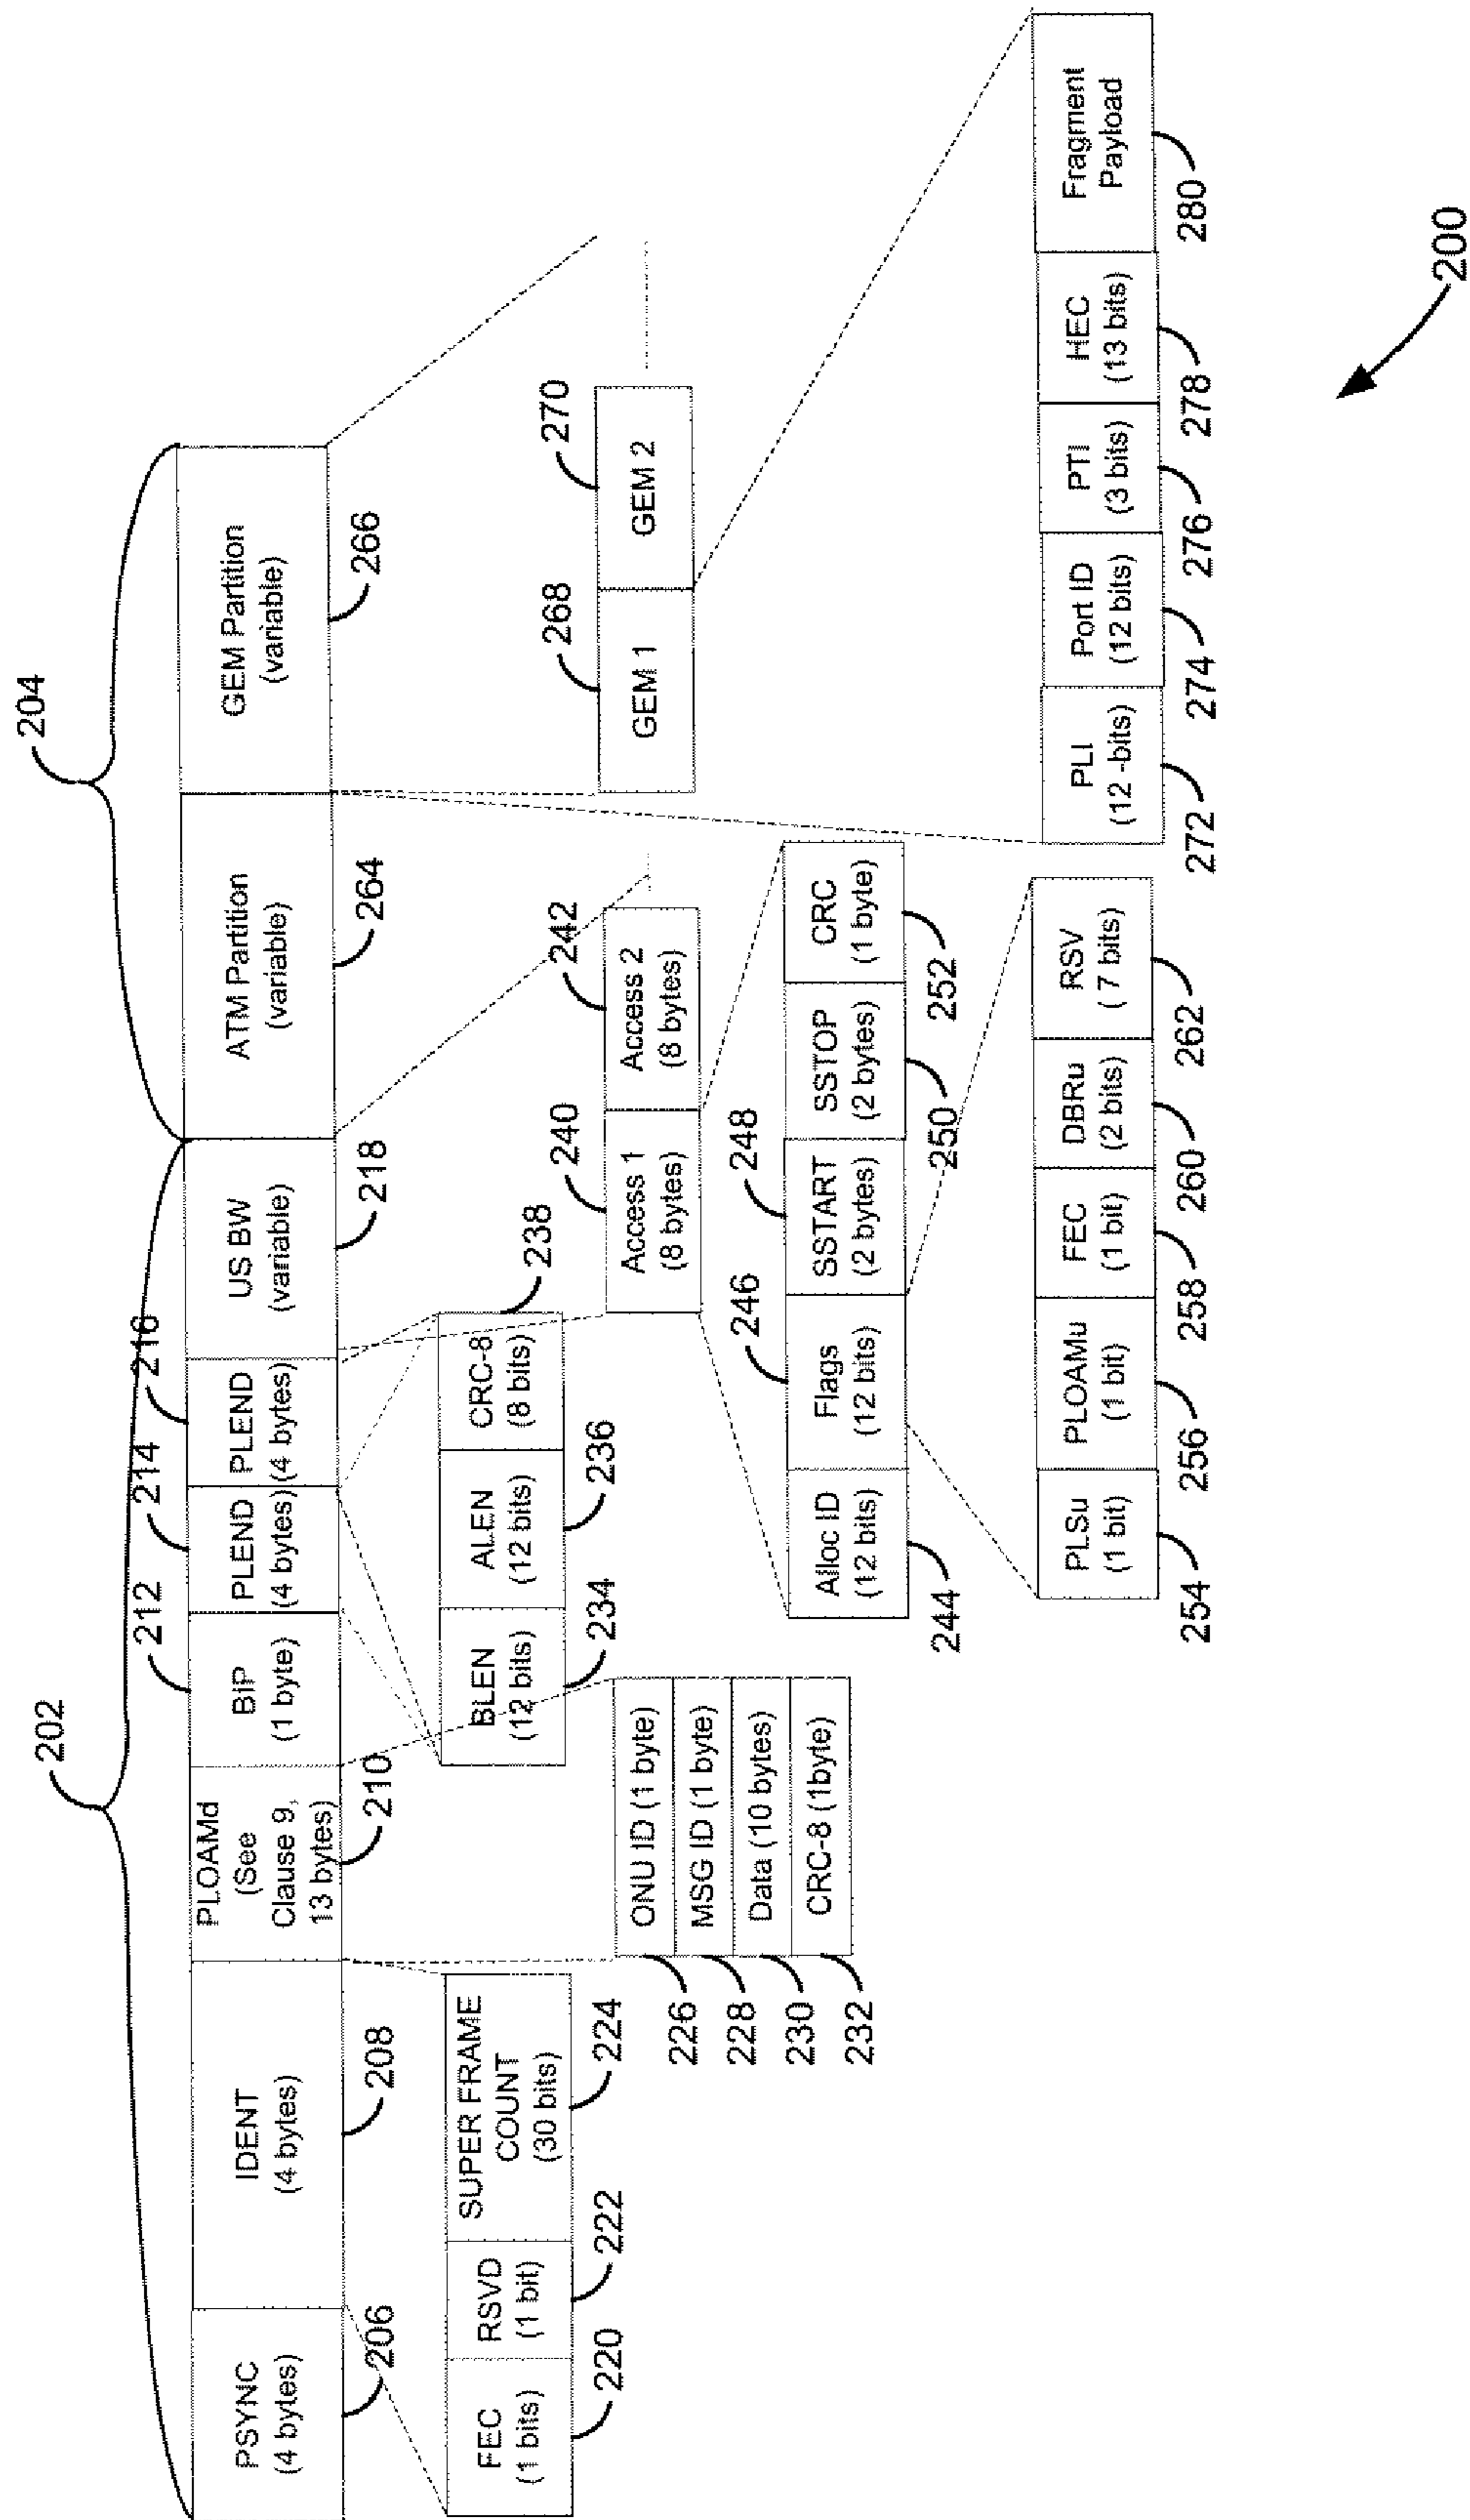 202
204
PSYNC
(4 bytes)
IDENT
(4 bytes)
PLOAMd
(See
Clause 9,
13 bytes)
BIP
(1 byte)
PLEND
(4 bytes)
PLEND
(4 bytes)
US BW
(variable)
ATM Partition
(variable)
GEM Partition
(variable)
206
208
210
212
214
216
218
264
266
FEC
(1 bits)
RSVD
(1 bit)
SUPER FRAME
COUNT
(30 bits)
220
222
224
BLEN
(12 bits)
ALEN
(12 bits)
CRC-8
(8 bits)
234
236
238
ONU ID (1 byte)
MSG ID (1 byte)
Data (10 bytes)
CRC-8 (1byte)
226
228
230
232
240
242
Access 1
(8 bytes)
Access 2
(8 bytes)
268
270
GEM 1
GEM 2
Alloc ID
(12 bits)
Flags
(12 bits)
SSTART
(2 bytes)
SSTOP
(2 bytes)
CRC
(1 byte)
244
246
248
250
252
PLSu
(1 bit)
PLOAMu
(1 bit)
FEC
(1 bit)
DBRu
(2 bits)
RSV
( 7 bits)
254
256
258
260
262
PLI
(12 -bits)
Port ID
(12 bits)
PTI
(3 bits)
HEC
(13 bits)
Fragment
Payload
272
274
276
278
280
200